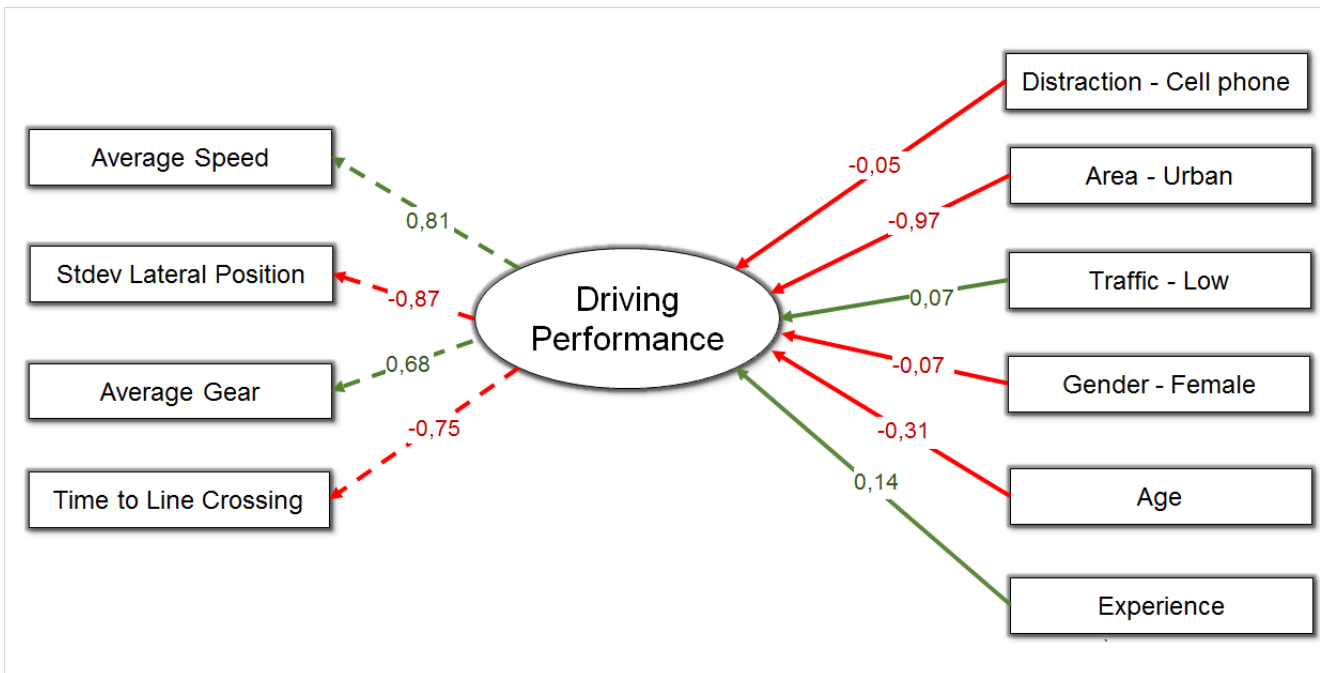 Distraction - Cell phone
Average Speed
-0,05
Area - Urban
0,81
-0,97
Stdev Lateral Position
-0,87
Driving
Performance
0,07
Traffic - Low
Average Gear
0,68
-0,07
Gender - Female
-0,75
-0,31
Time to Line Crossing
0,14
Age
Experience